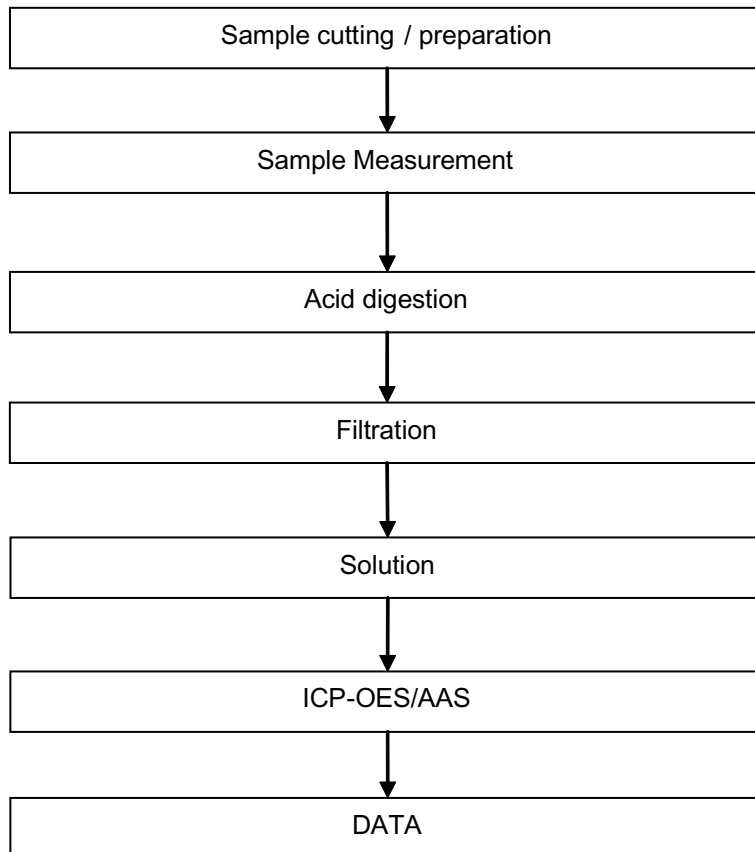 Sample cutting / preparation
Sample Measurement
Acid digestion
Filtration
Solution
ICP-OES/AAS
DATA